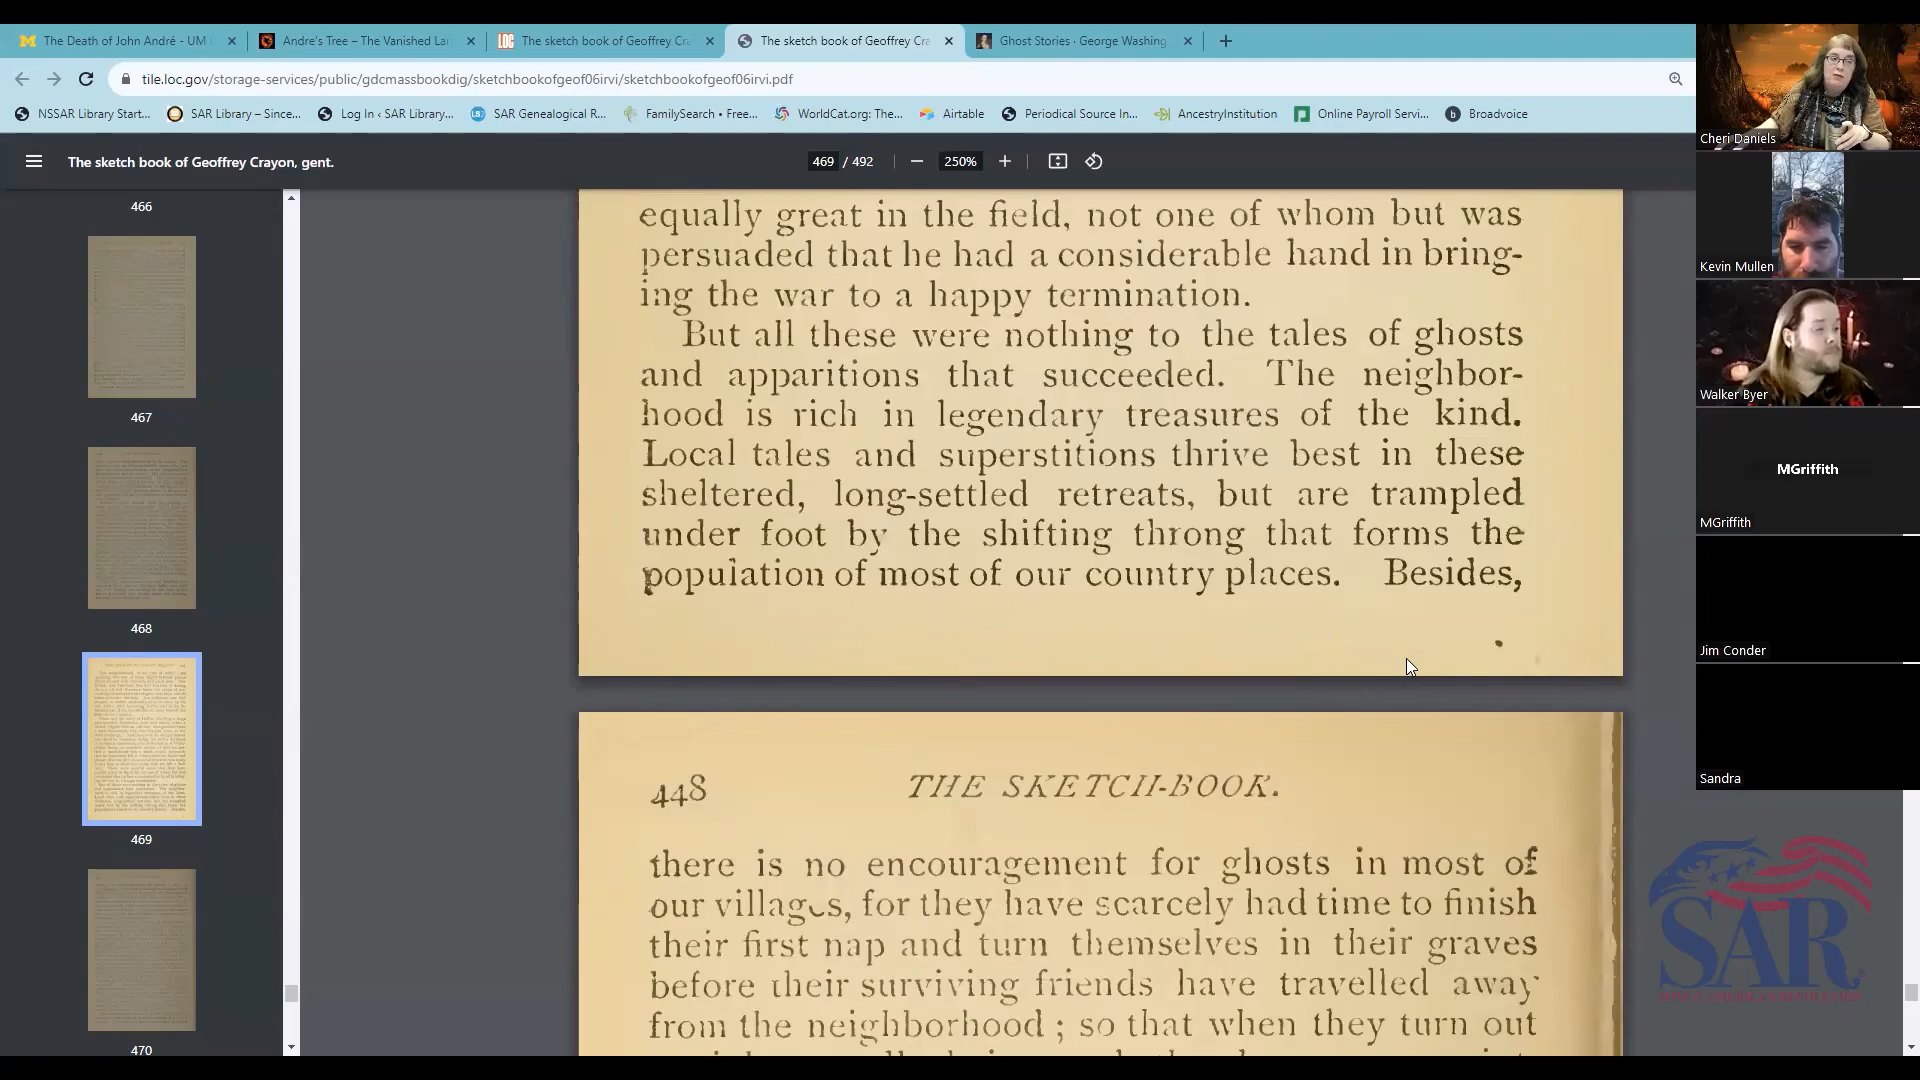 The Death of John André - UM
Andre's Tree – The Vanished La
LOC
The sketch book of Geoffrey Cra
The sketch book of Geoffrey Cra
Ghost Stories · George Washing
tile.loc.gov/storage-services/public/gdcmassbookdig/sketchbookofgeof06irvi/sketchbookofgeof06irvi.pdf
NSSAR Library Start...
SAR Library – Since...
Log In ‹ SAR Library...
SAR Genealogical R...
FamilySearch • Free...
WorldCat.org: The...
Airtable
Periodical Source In...
AncestryInstitution
Online Payroll Servi...
Broadvoice
The sketch book of Geoffrey Crayon, gent.
469 / 492
250%
466
467
468
469
470
equally great in the field, not one of whom but was
persuaded that he had a considerable hand in bring-
ing the war to a happy termination.
But all these were nothing to the tales of ghosts
and apparitions that succeeded. The neighbor-
hood is rich in legendary treasures of the kind.
Local tales and superstitions thrive best in these
sheltered, long-settled retreats, but are trampled
under foot by the shifting throng that forms the
population of most of our country places. Besides,
448
THE SKETCH-BOOK.
there is no encouragement for ghosts in most of
our villages, for they have scarcely had time to finish
their first nap and turn themselves in their graves
before their surviving friends have travelled away
from the neighborhood ; so that when they turn out
Cheri Daniels
Kevin Mullen
Walker Byer
MGriffith
MGriffith
Jim Conder
Sandra
SAR